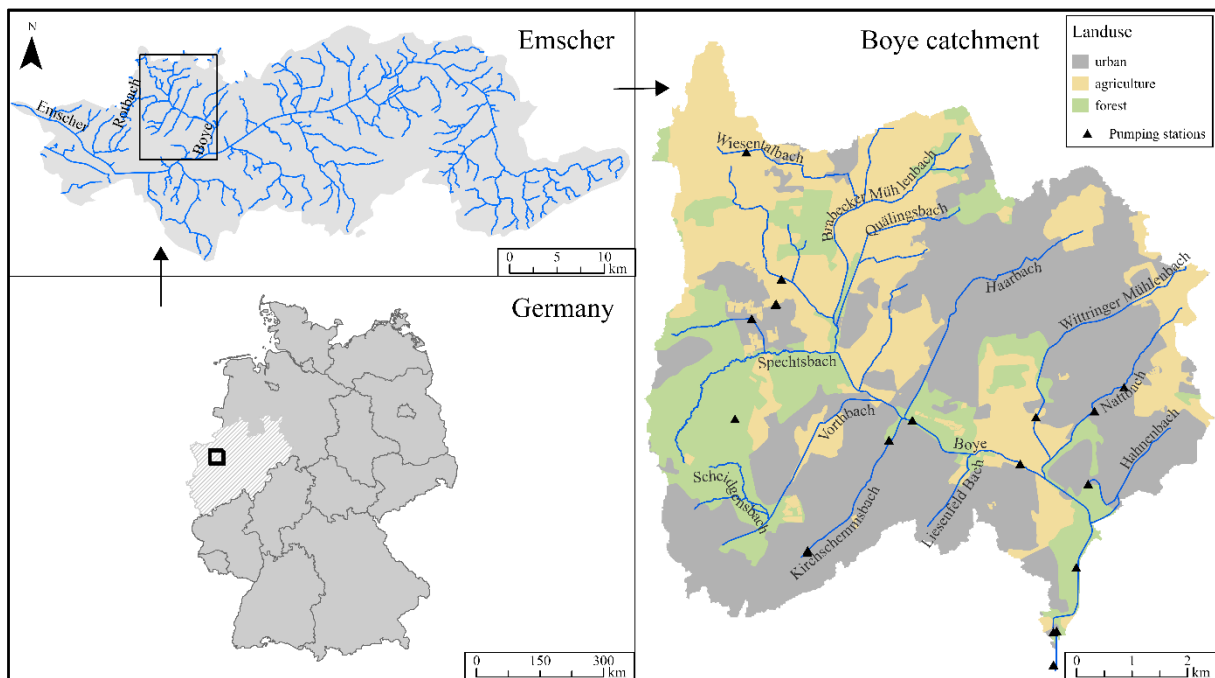 N
Emscher
Emscher
Rotbach
Boye
0 5 10
km
Germany
0 150 300
km
Boye catchment
Landuse
urban
agriculture
forest
Pumping stations
Wiesentalbach
Brabecker Mühlenbach
Quälingsbach
Haarbach
Wittringer Mühlenbach
Spechtsbach
Vorthbach
Nattbach
Hahnenbach
Boye
Scheidgensbach
Kirchschemmsbach
Liesenfeld Bach
0 1 2
km